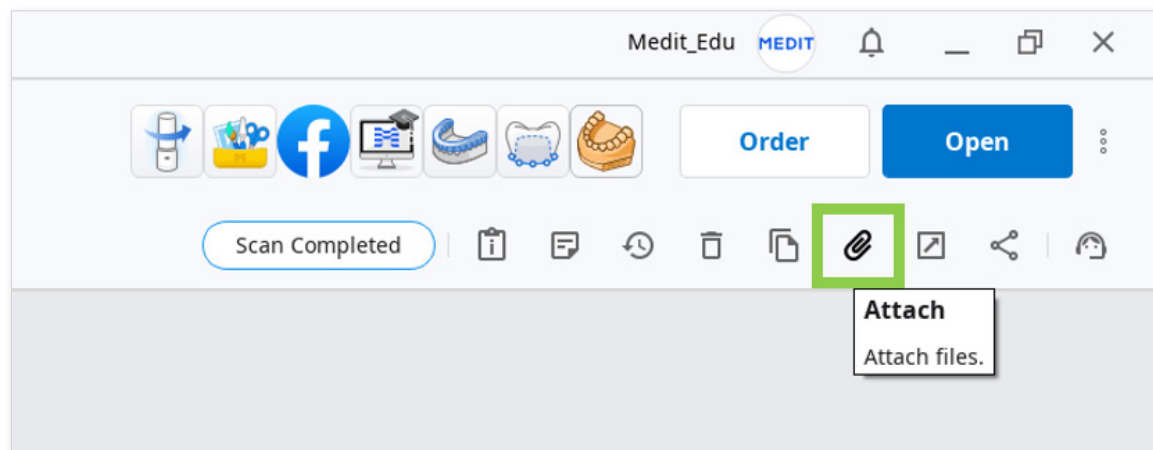 Medit_Edu MEDIT
Order Open
Scan Completed
Attach
Attach files.